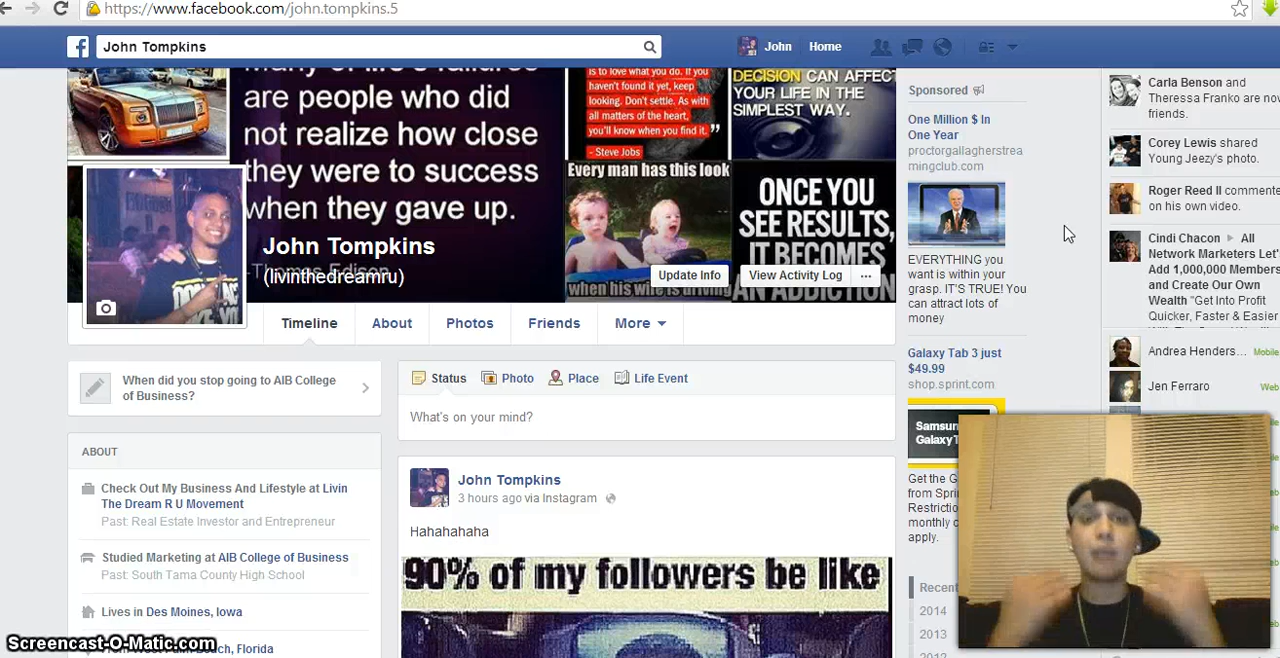 https://www.facebook.com/john.tompkins.5
John Tompkins
John
Home
are people who did
not realize how close
they were to success
when they gave up.
Thomas Edison
is to love what you do. If you
haven't found it yet, keep
looking. Don't settle. As with
all matters of the heart,
you'll know when you find it.
- Steve Jobs
DECISION CAN AFFECT
YOUR LIFE IN THE
SIMPLEST WAY.
Every man has this look
when his wife is driving
ONCE YOU
SEE RESULTS,
IT BECOMES
AN ADDICTION
John Tompkins
(livinthedreamru)
Update Info
View Activity Log
...
Timeline
About
Photos
Friends
More
When did you stop going to AIB College
of Business?
ABOUT
Check Out My Business And Lifestyle at Livin
The Dream R U Movement
Past: Real Estate Investor and Entrepreneur
Studied Marketing at AIB College of Business
Past: South Tama County High School
Lives in Des Moines, Iowa
Beach, Florida
Status
Photo
Place
Life Event
What's on your mind?
John Tompkins
3 hours ago via Instagram
Hahahahaha
90% of my followers be like
Sponsored
One Million $ In
One Year
proctorgallagherstrea
mingclub.com
EVERYTHING you
want is within your
grasp. IT'S TRUE! You
can attract lots of
money
Galaxy Tab 3 just
$49.99
shop.sprint.com
Samsun
Galaxy T
Get the G
from Spri
Restriction
monthly c
apply.
Recent
2014
2013
Carla Benson and
Theressa Franko are now
friends.
Corey Lewis shared
Young Jeezy's photo.
Roger Reed II commente
on his own video.
Cindi Chacon ▶ All
Network Marketers Let's
Add 1,000,000 Members
and Create Our Own
Wealth "Get Into Profit
Quicker, Faster & Easier
Andrea Henders...
Mobile
Jen Ferraro
Web
Screencast-O-Matic.com